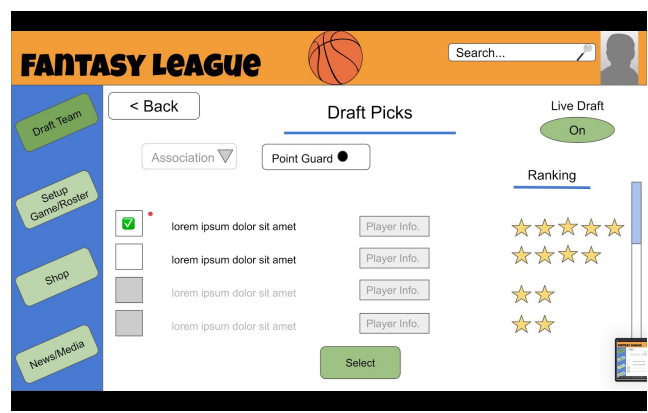 FANTASY LEAGUE
Search...
Draft Team
Setup
Game/Roster
Shop
News/Media
< Back
Draft Picks
Live Draft
On
Association
Point Guard
Ranking
lorem ipsum dolor sit amet
Player Info.
lorem ipsum dolor sit amet
Player Info.
lorem ipsum dolor sit amet
Player Info.
lorem ipsum dolor sit amet
Player Info.
Select